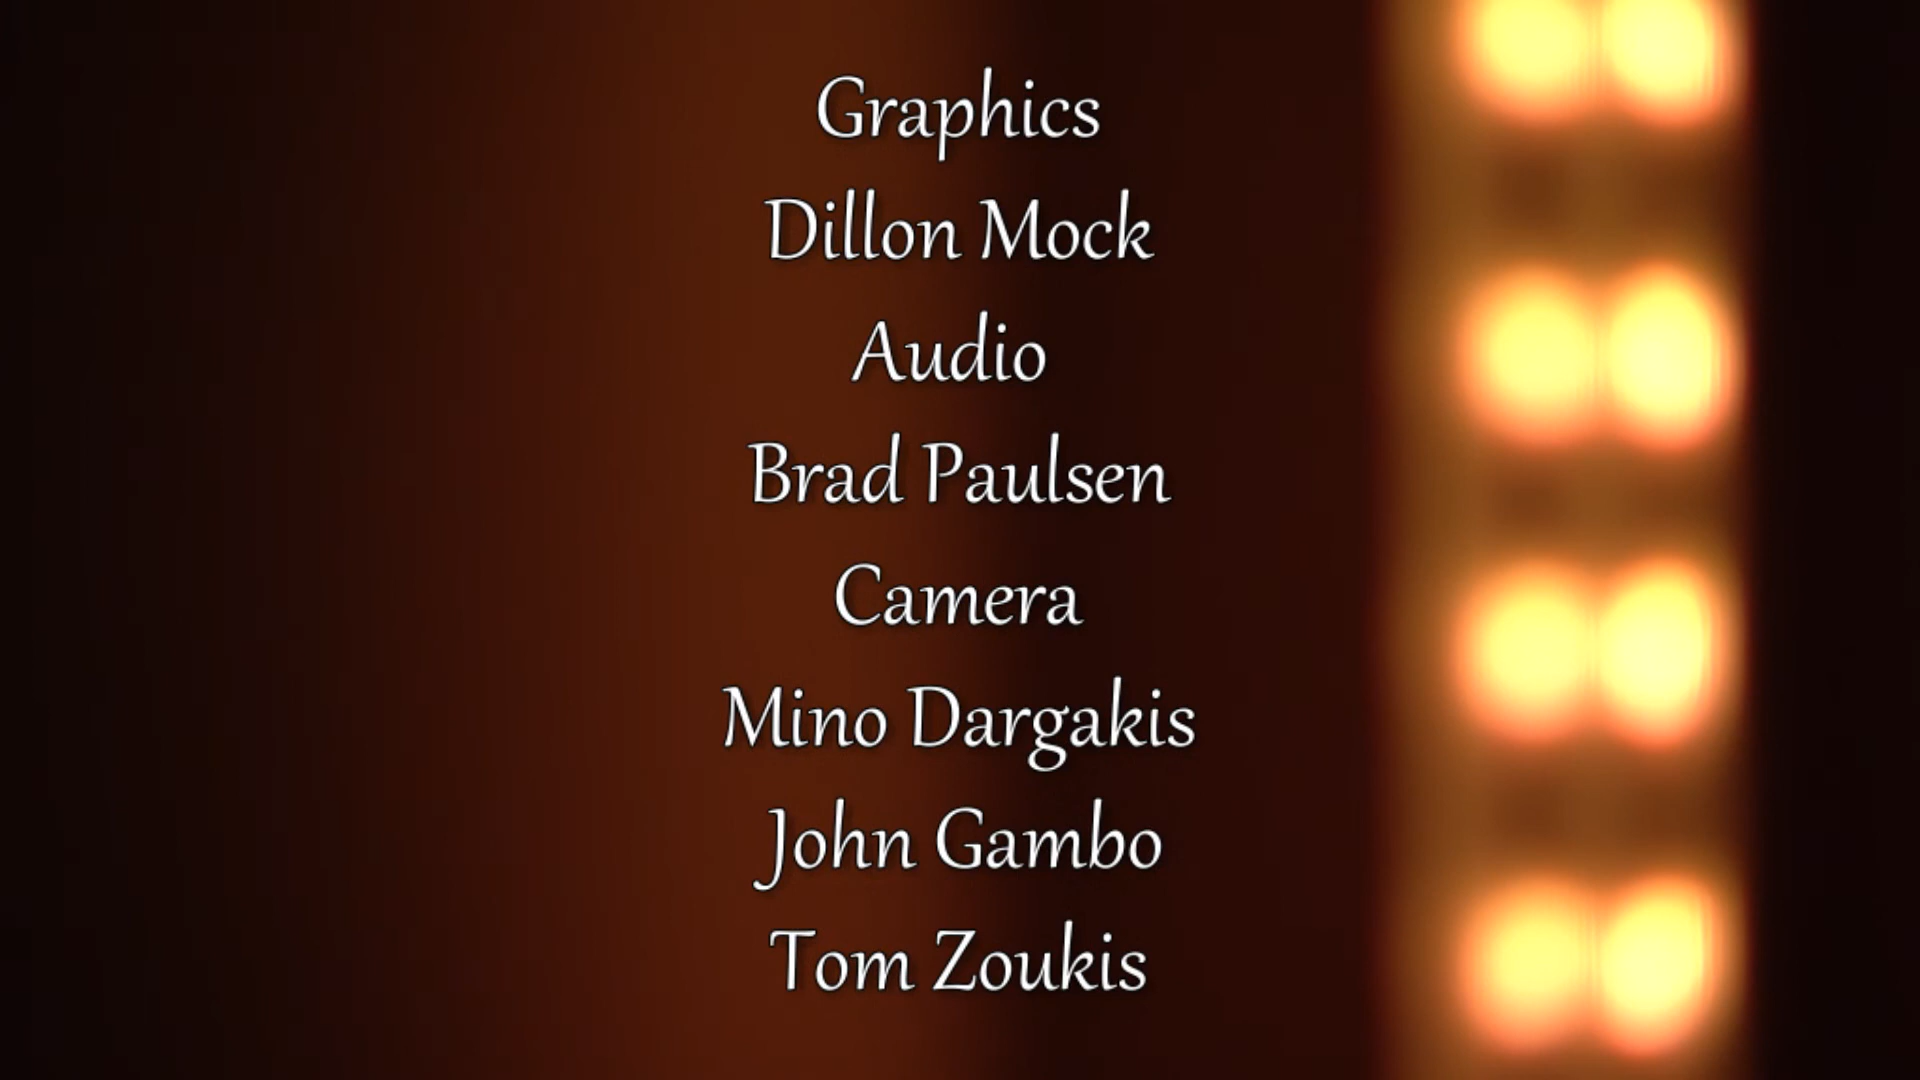 Graphics
Dillon Mock
Audio
Brad Paulsen
Camera
Mino Dargakis
John Gambo
Tom Zoukis